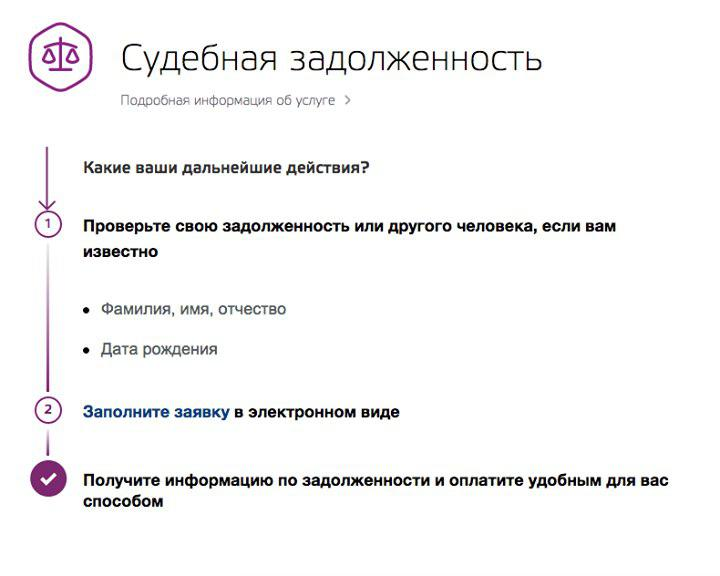 Судебная задолженность
Подробная информация об услуге >
Какие ваши дальнейшие действия?
1
Проверьте свою задолженность или другого человека, если вам
известно
• Фамилия, имя, отчество
• Дата рождения
2
Заполните заявку в электронном виде
Получите информацию по задолженности и оплатите удобным для вас
способом